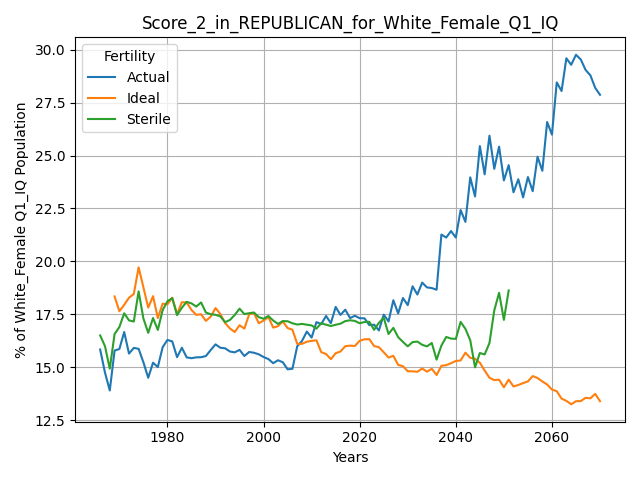 Score_2_in_REPUBLICAN_for_White_Female_Q1_IQ
Fertility
Actual
Ideal
Sterile
% of White_Female Q1_IQ Population
30.0
27.5
25.0
22.5
20.0
17.5
15.0
12.5
1980
2000
2020
2040
2060
Years